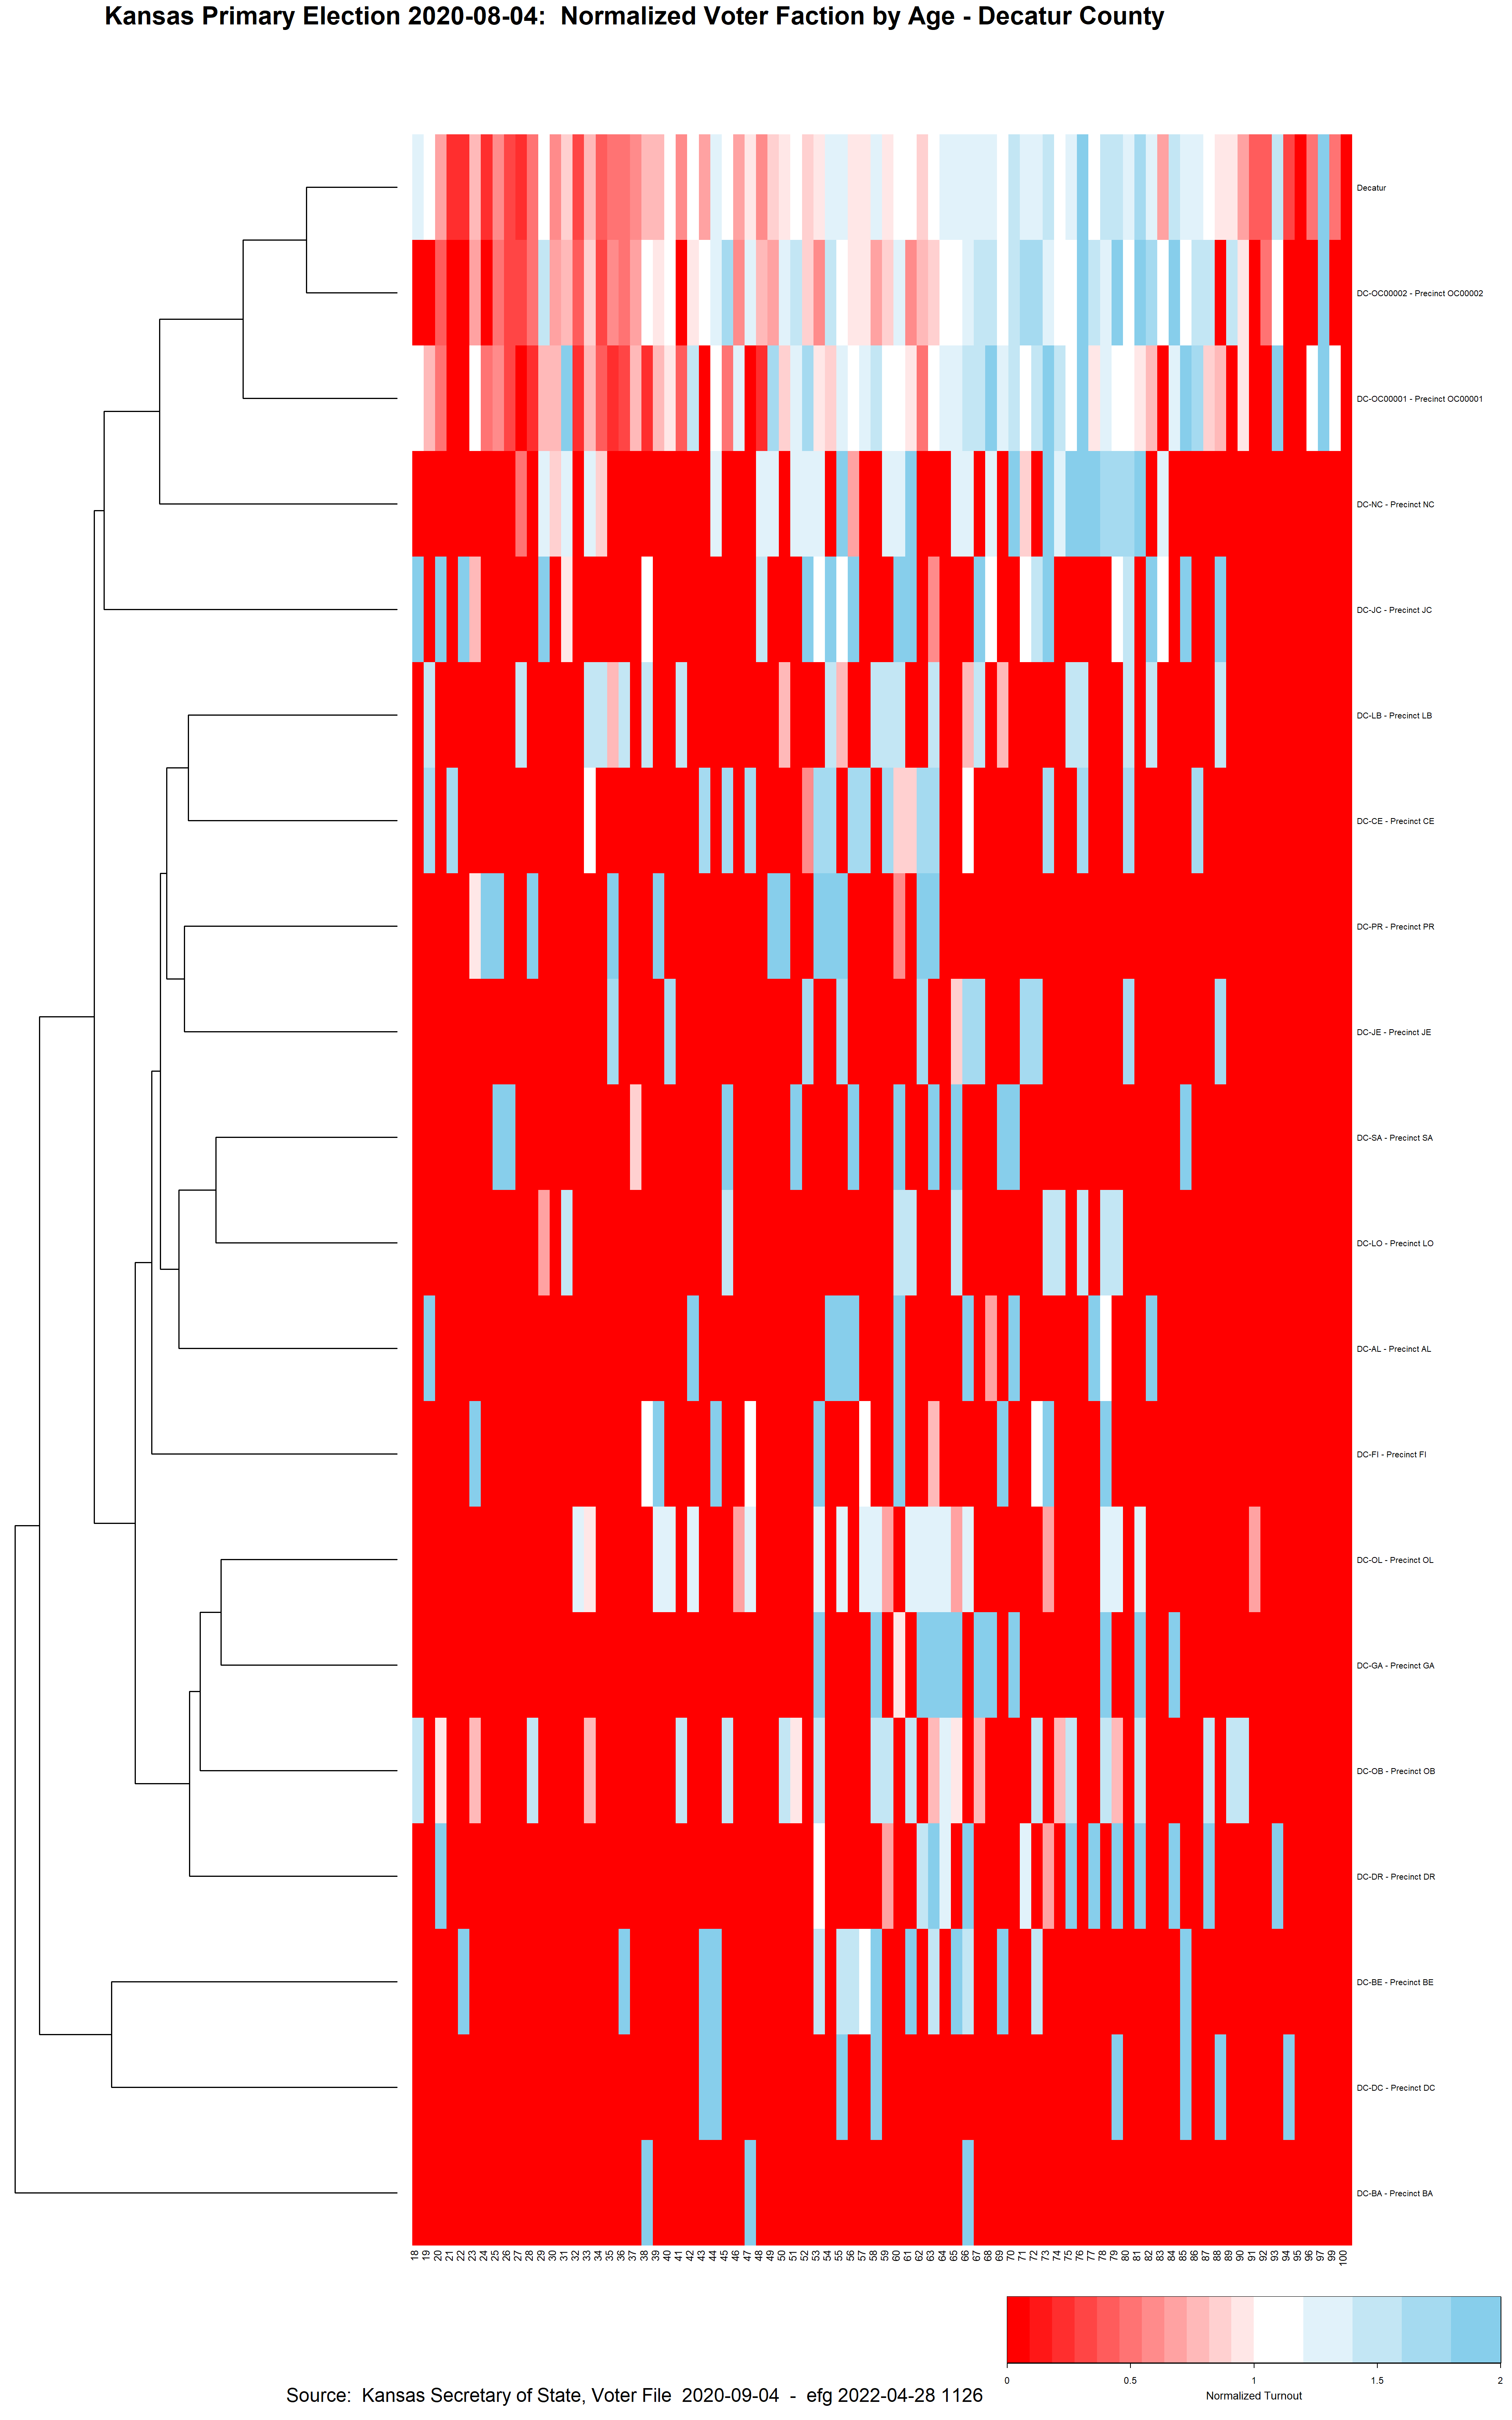 Kansas Primary Election 2020-08-04:  Normalized Voter Faction by Age - Decatur County
Decatur
DC-OC00002 - Precinct OC00002
DC-OC00001 - Precinct OC00001
DC-NC - Precinct NC
DC-JC - Precinct JC
DC-LB - Precinct LB
DC-CE - Precinct CE
DC-PR - Precinct PR
DC-JE - Precinct JE
DC-SA - Precinct SA
DC-LO - Precinct LO
DC-AL - Precinct AL
DC-FI - Precinct FI
DC-OL - Precinct OL
DC-GA - Precinct GA
DC-OB - Precinct OB
DC-DR - Precinct DR
DC-BE - Precinct BE
DC-DC - Precinct DC
DC-BA - Precinct BA
18 19 20 21 22 23 24 25 26 27 28 29 30 31 32 33 34 35 36 37 38 39 40 41 42 43 44 45 46 47 48 49 50 51 52 53 54 55 56 57 58 59 60 61 62 63 64 65 66 67 68 69 70 71 72 73 74 75 76 77 78 79 80 81 82 83 84 85 86 87 88 89 90 91 92 93 94 95 96 97 99 100
0 0.5 1 1.5 2
Normalized Turnout
Source:  Kansas Secretary of State, Voter File  2020-09-04  -  efg 2022-04-28 1126